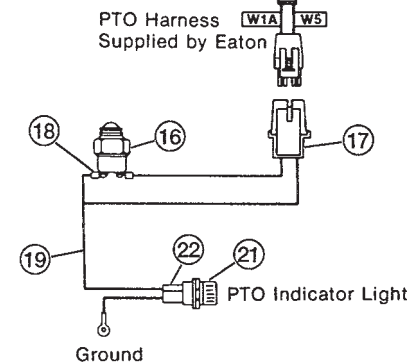 PTO Harness
Supplied by Eaton
W1A W5
18
16
17
19
22
21
PTO Indicator Light
Ground